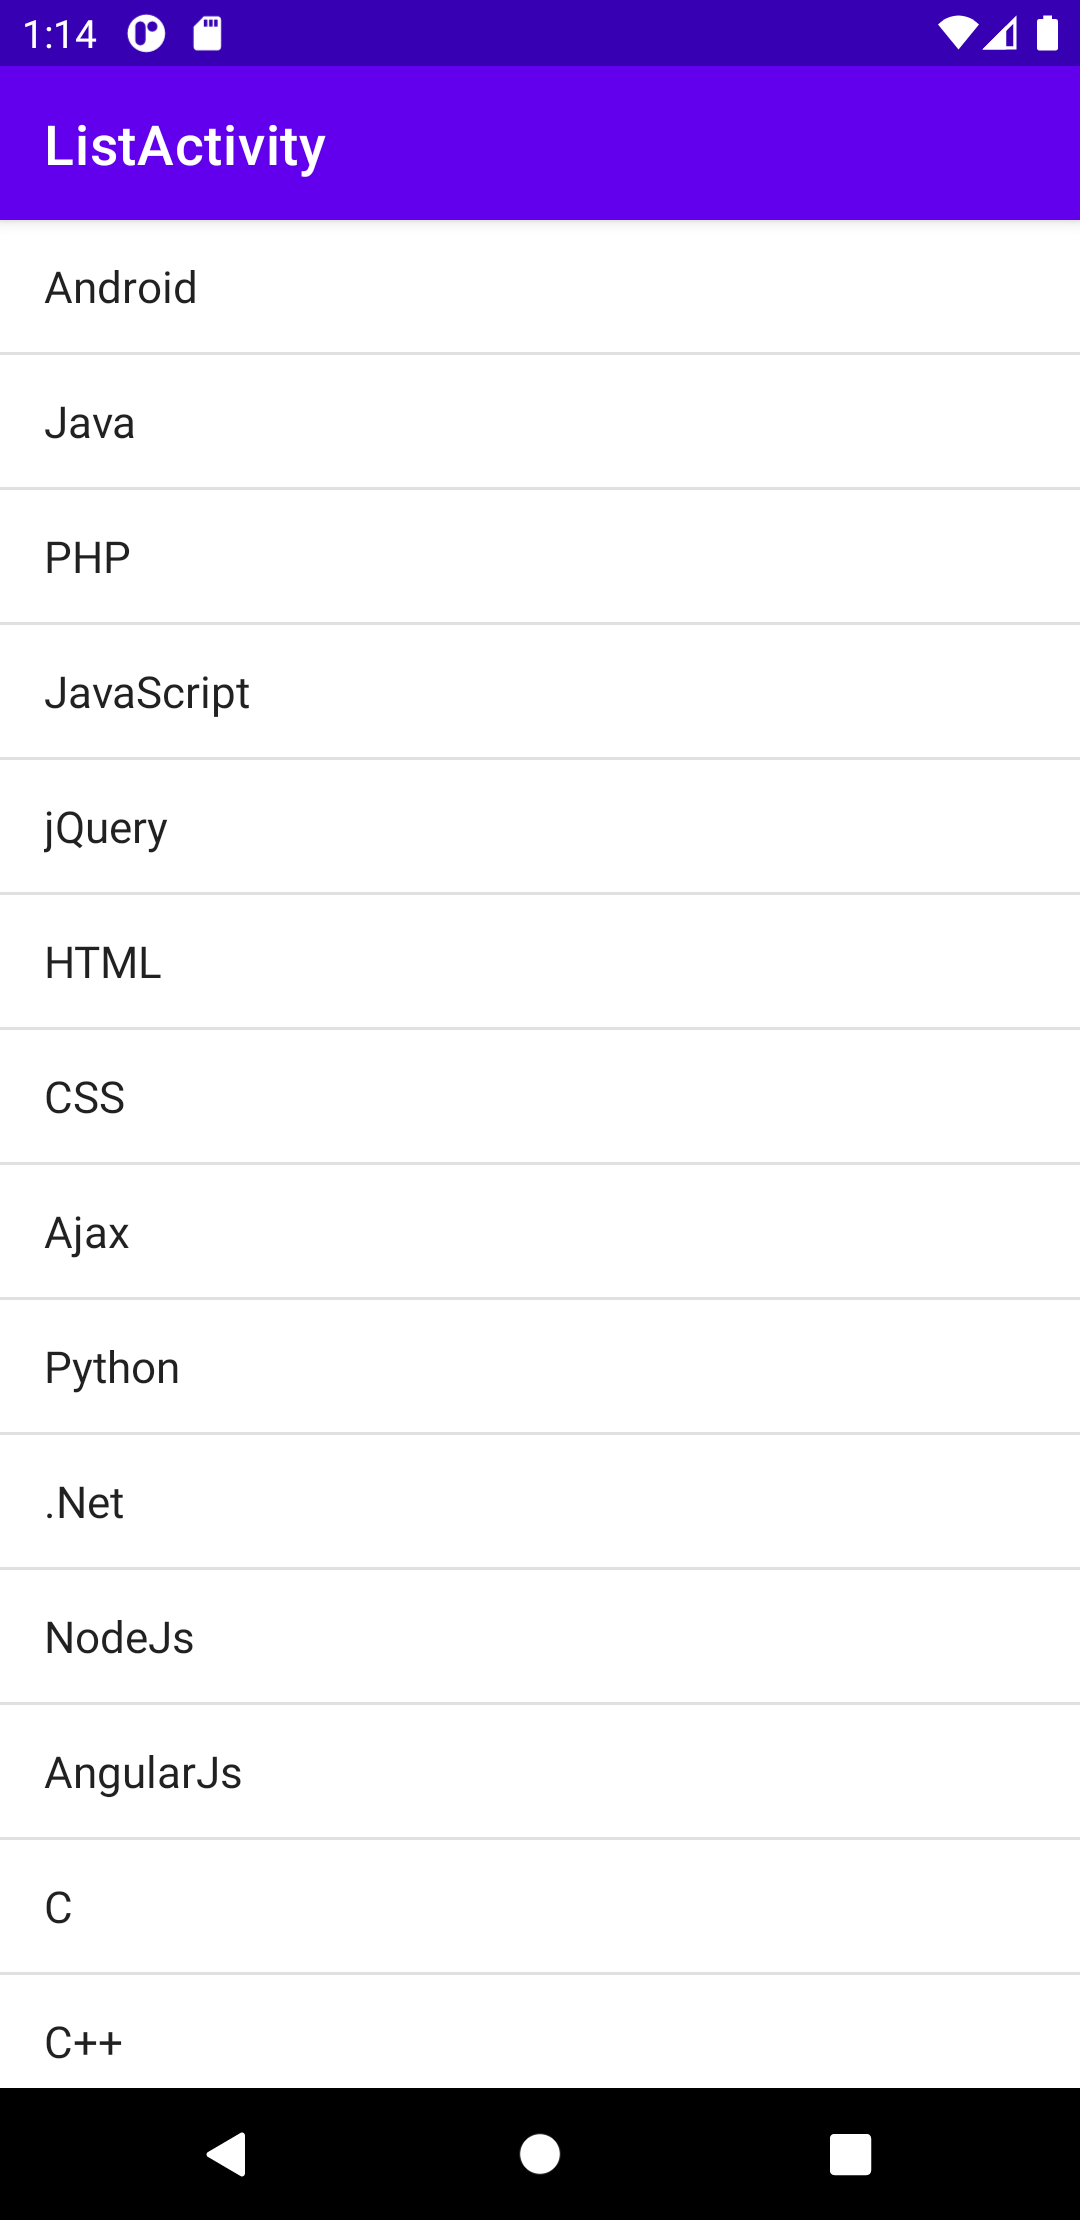 1:14
ListActivity
Android
Java
PHP
JavaScript
jQuery
HTML
CSS
Ajax
Python
.Net
NodeJs
AngularJs
C
C++